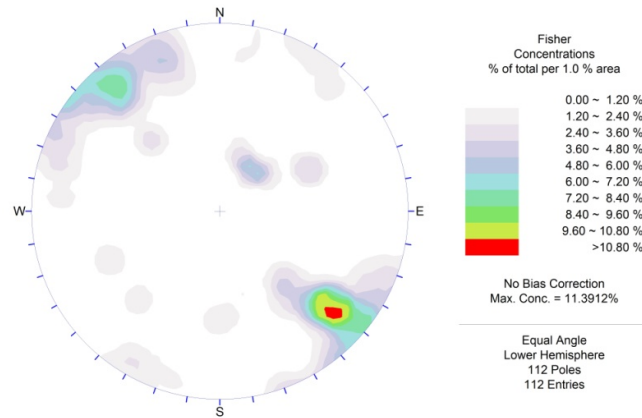 N
W
E
S
Fisher
Concentrations
% of total per 1.0 % area
0.00 ~ 1.20 %
1.20 ~ 2.40 %
2.40 ~ 3.60 %
3.60 ~ 4.80 %
4.80 ~ 6.00 %
6.00 ~ 7.20 %
7.20 ~ 8.40 %
8.40 ~ 9.60 %
9.60 ~ 10.80 %
>10.80 %
No Bias Correction
Max. Conc. = 11.3912%
Equal Angle
Lower Hemisphere
112 Poles
112 Entries